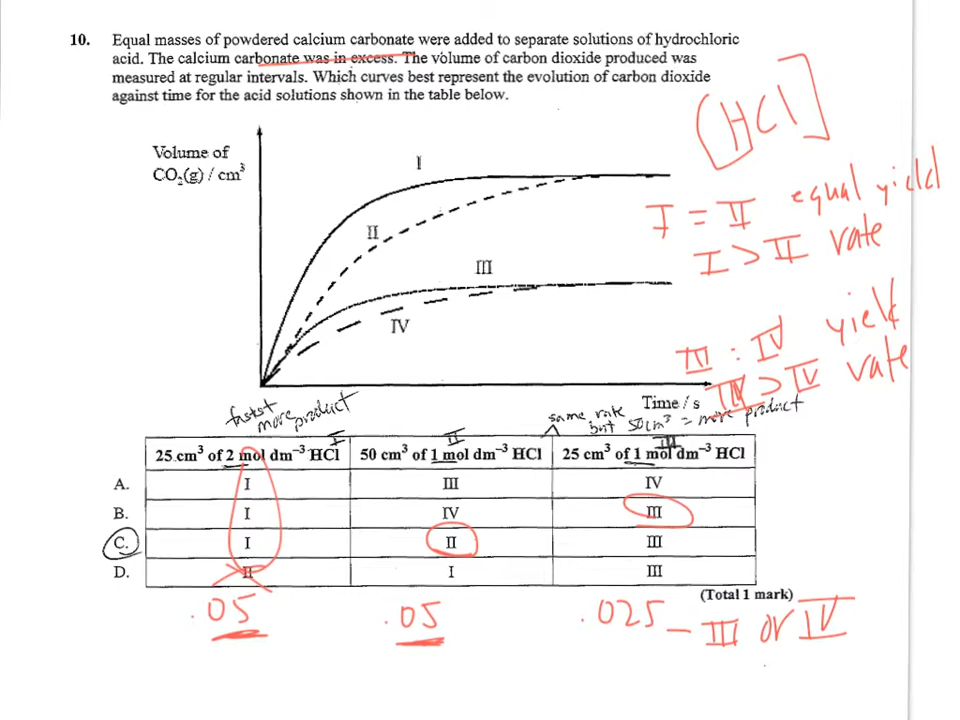 10. Equal masses of powdered calcium carbonate were added to separate solutions of hydrochloric
acid. The calcium carbonate was in excess. The volume of carbon dioxide produced was
measured at regular intervals. Which curves best represent the evolution of carbon dioxide
against time for the acid solutions shown in the table below.
[HCl]
Volume of
CO₂(g) / cm³
I
II
III
IV
I = II equal yield
I > II rate
III : IV yield
III > IV rate
Time / s
fastest
more product
same rate
but 50 cm³ = more product
I II III
25 cm³ of 2 mol dm⁻³ HCl 50 cm³ of 1 mol dm⁻³ HCl 25 cm³ of 1 mol dm⁻³ HCl
A. I III IV
B. I IV III
C. I II III
D. II I III
(Total 1 mark)
.05 .05 .025 – III or IV